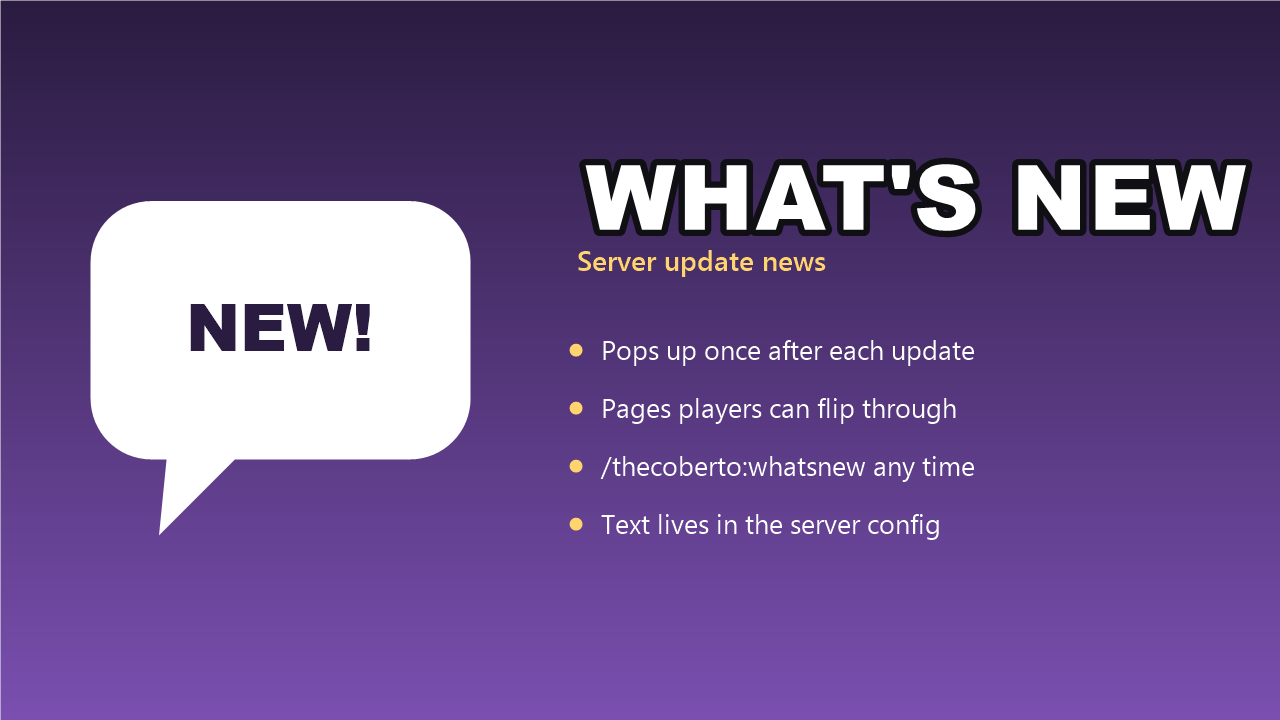 NEW!
WHAT'S NEW
Server update news
Pops up once after each update
Pages players can flip through
/thecoberto:whatsnew any time
Text lives in the server config